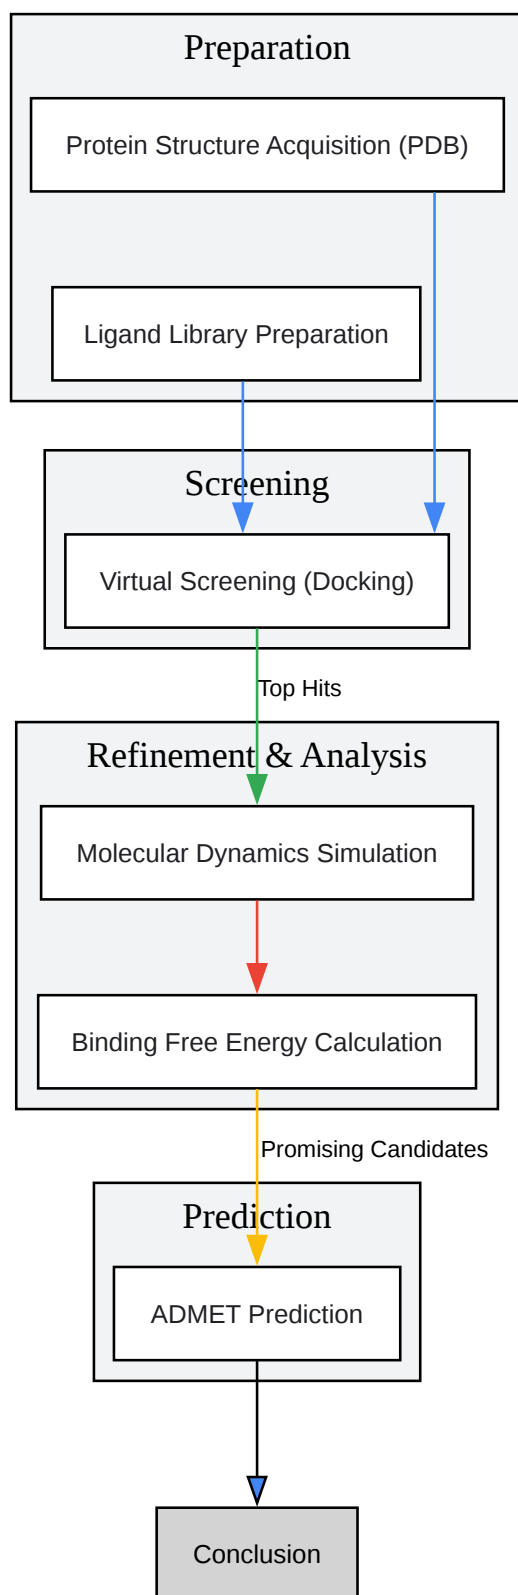 Preparation
Protein Structure Acquisition (PDB)
Ligand Library Preparation
Screening
Virtual Screening (Docking)
Top Hits
Refinement & Analysis
Molecular Dynamics Simulation
Binding Free Energy Calculation
Promising Candidates
Prediction
ADMET Prediction
Conclusion